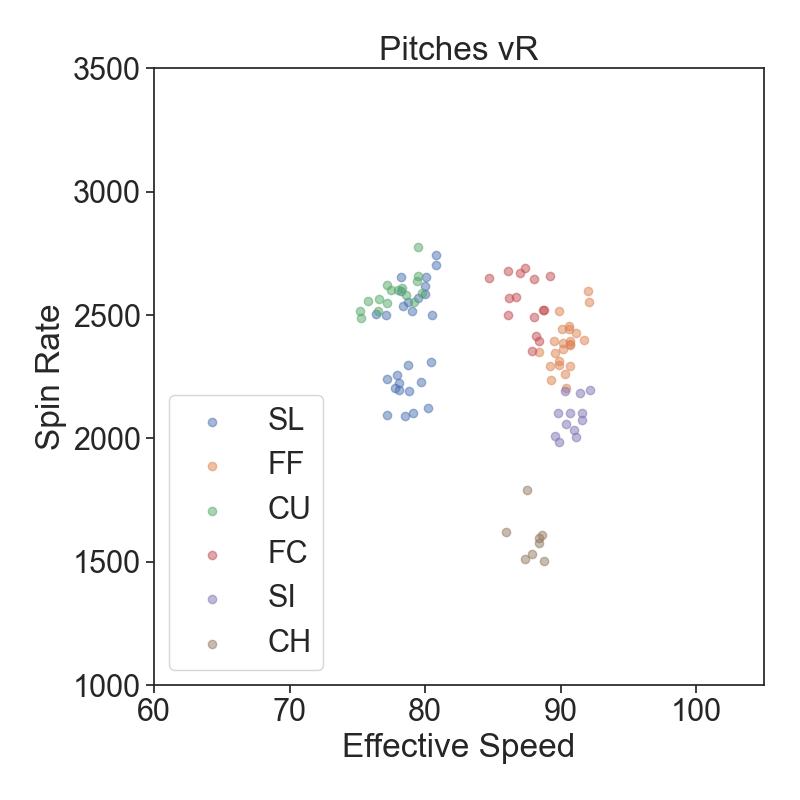 Pitches vR
3500
3000
2500
2000
1500
1000
Spin Rate
SL
FF
CU
FC
SI
CH
60 70 80 90 100
Effective Speed